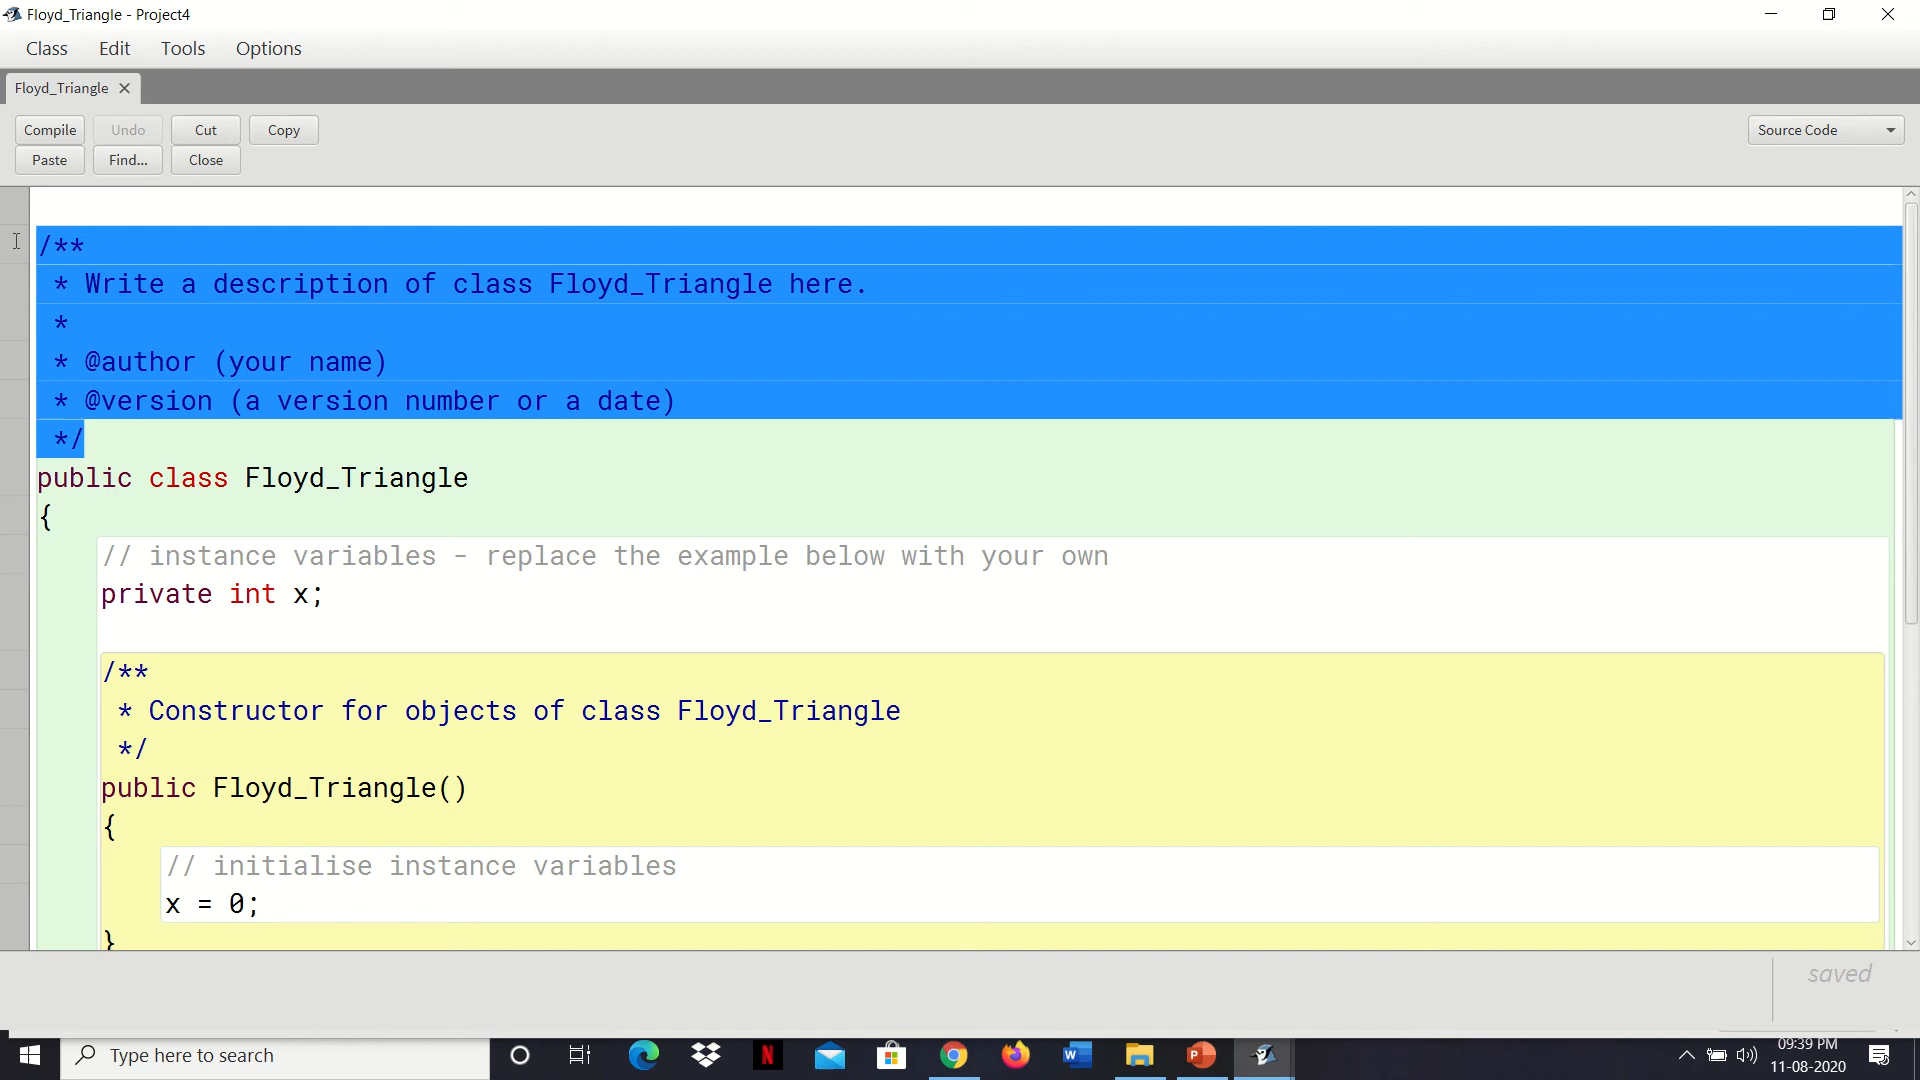 Floyd_Triangle - Project4
Class Edit Tools Options
Floyd_Triangle
Compile Undo Cut Copy
Source Code
Paste Find... Close
/**
* Write a description of class Floyd_Triangle here.
*
* @author (your name)
* @version (a version number or a date)
*/
public class Floyd_Triangle
{
// instance variables - replace the example below with your own
private int x;
/**
* Constructor for objects of class Floyd_Triangle
*/
public Floyd_Triangle()
{
// initialise instance variables
x = 0;
}
saved
Type here to search
N
W
P
09:39 PM
11-08-2020